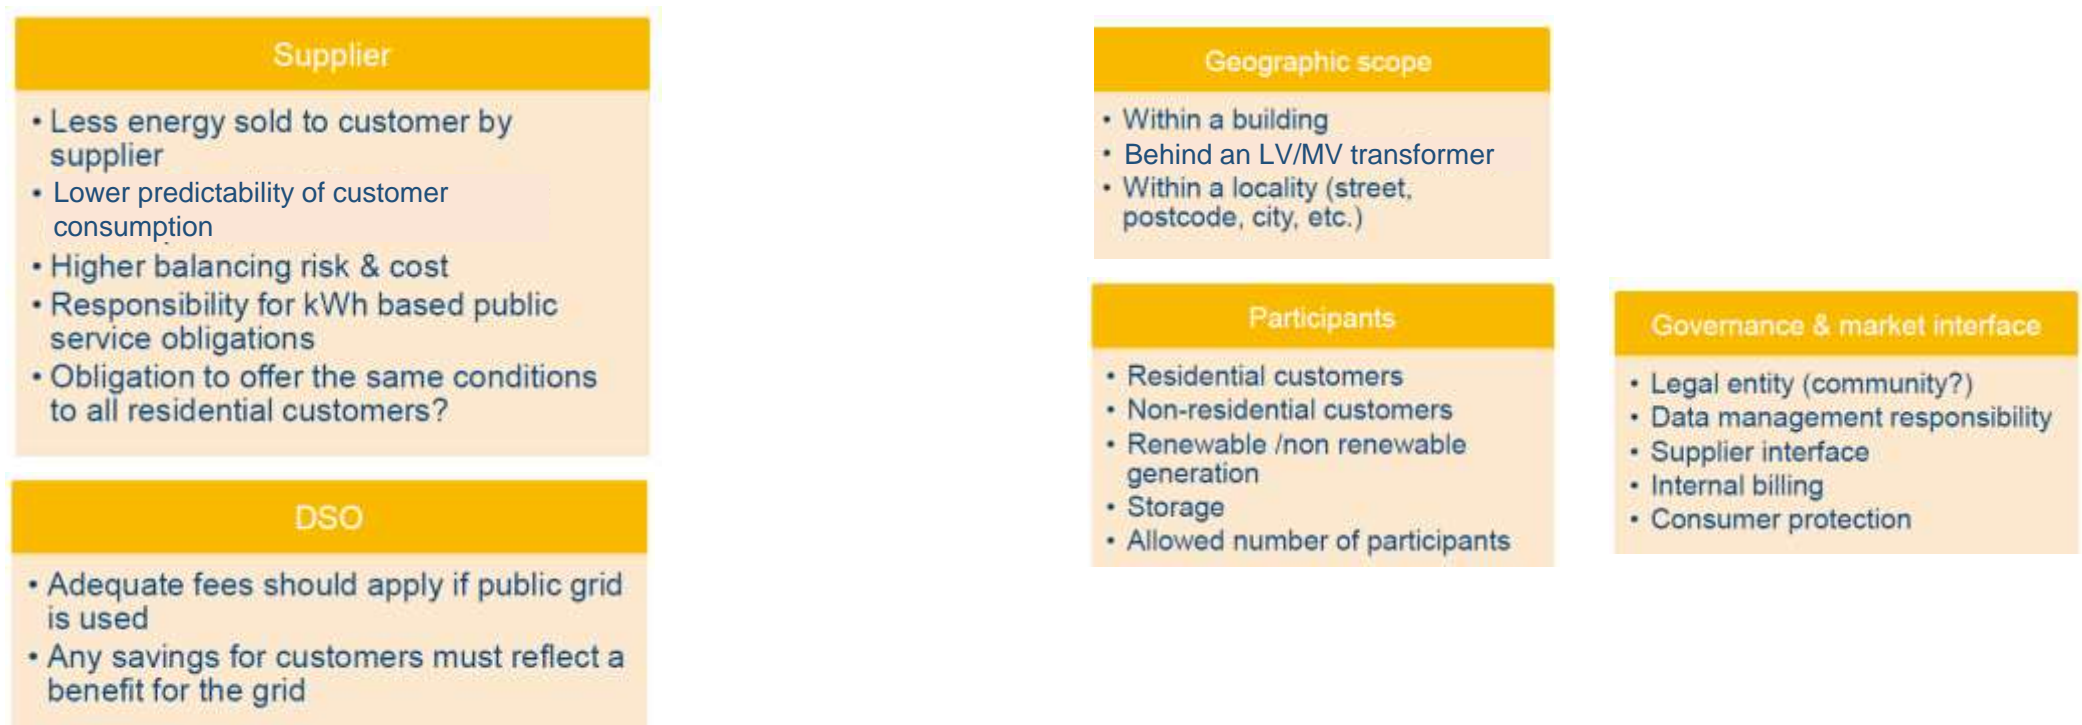 Supplier
• Less energy sold to customer by
supplier
• Lower predictability of customer
consumption
• Higher balancing risk & cost
• Responsibility for kWh based public
service obligations
• Obligation to offer the same conditions
to all residential customers?
DSO
• Adequate fees should apply if public grid
is used
• Any savings for customers must reflect a
benefit for the grid
Geographic scope
• Within a building
• Behind an LV/MV transformer
• Within a locality (street,
postcode, city, etc.)
Participants
• Residential customers
• Non-residential customers
• Renewable /non renewable
generation
• Storage
• Allowed number of participants
Governance & market interface
• Legal entity (community?)
• Data management responsibility
• Supplier interface
• Internal billing
• Consumer protection